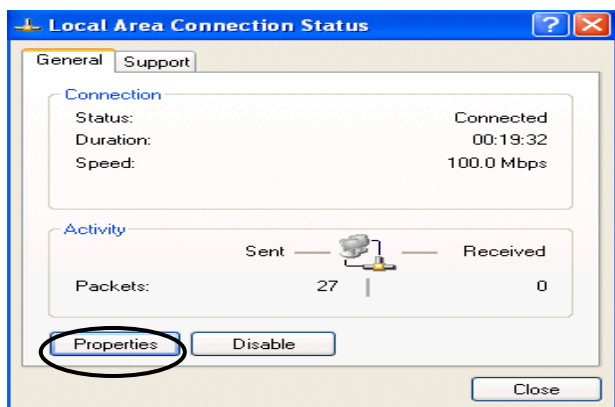 Local Area Connection Status
General Support
Connection
Status: Connected
Duration: 00:19:32
Speed: 100.0 Mbps
Activity
Sent Received
Packets: 27 0
Properties Disable
Close